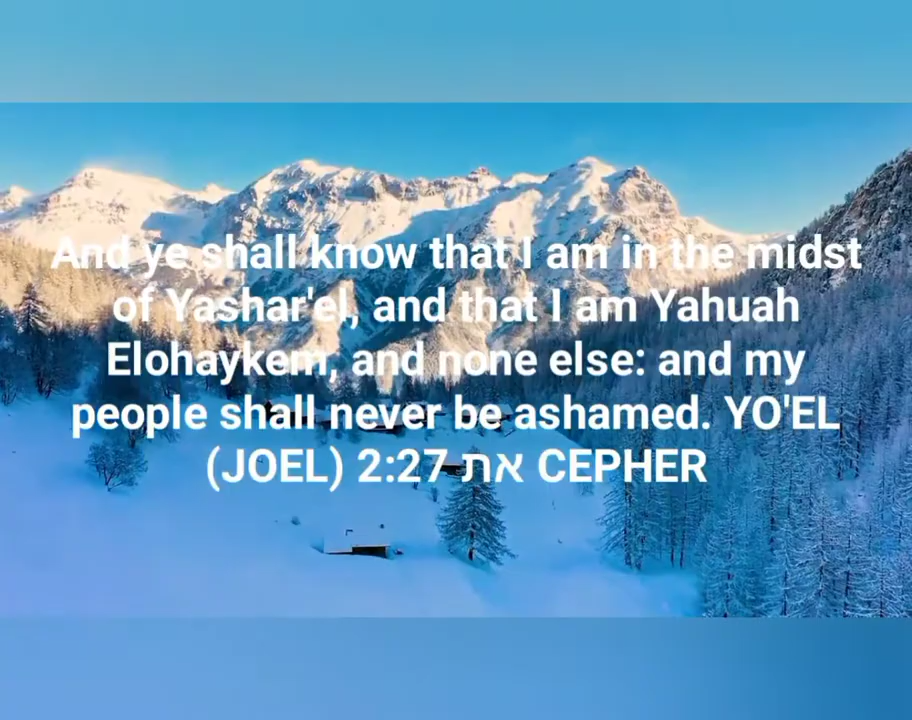 And ye shall know that I am in the midst
of Yashar'el, and that I am Yahuah
Elohaykem, and none else: and my
people shall never be ashamed. YO'EL
(JOEL) 2:27 את CEPHER